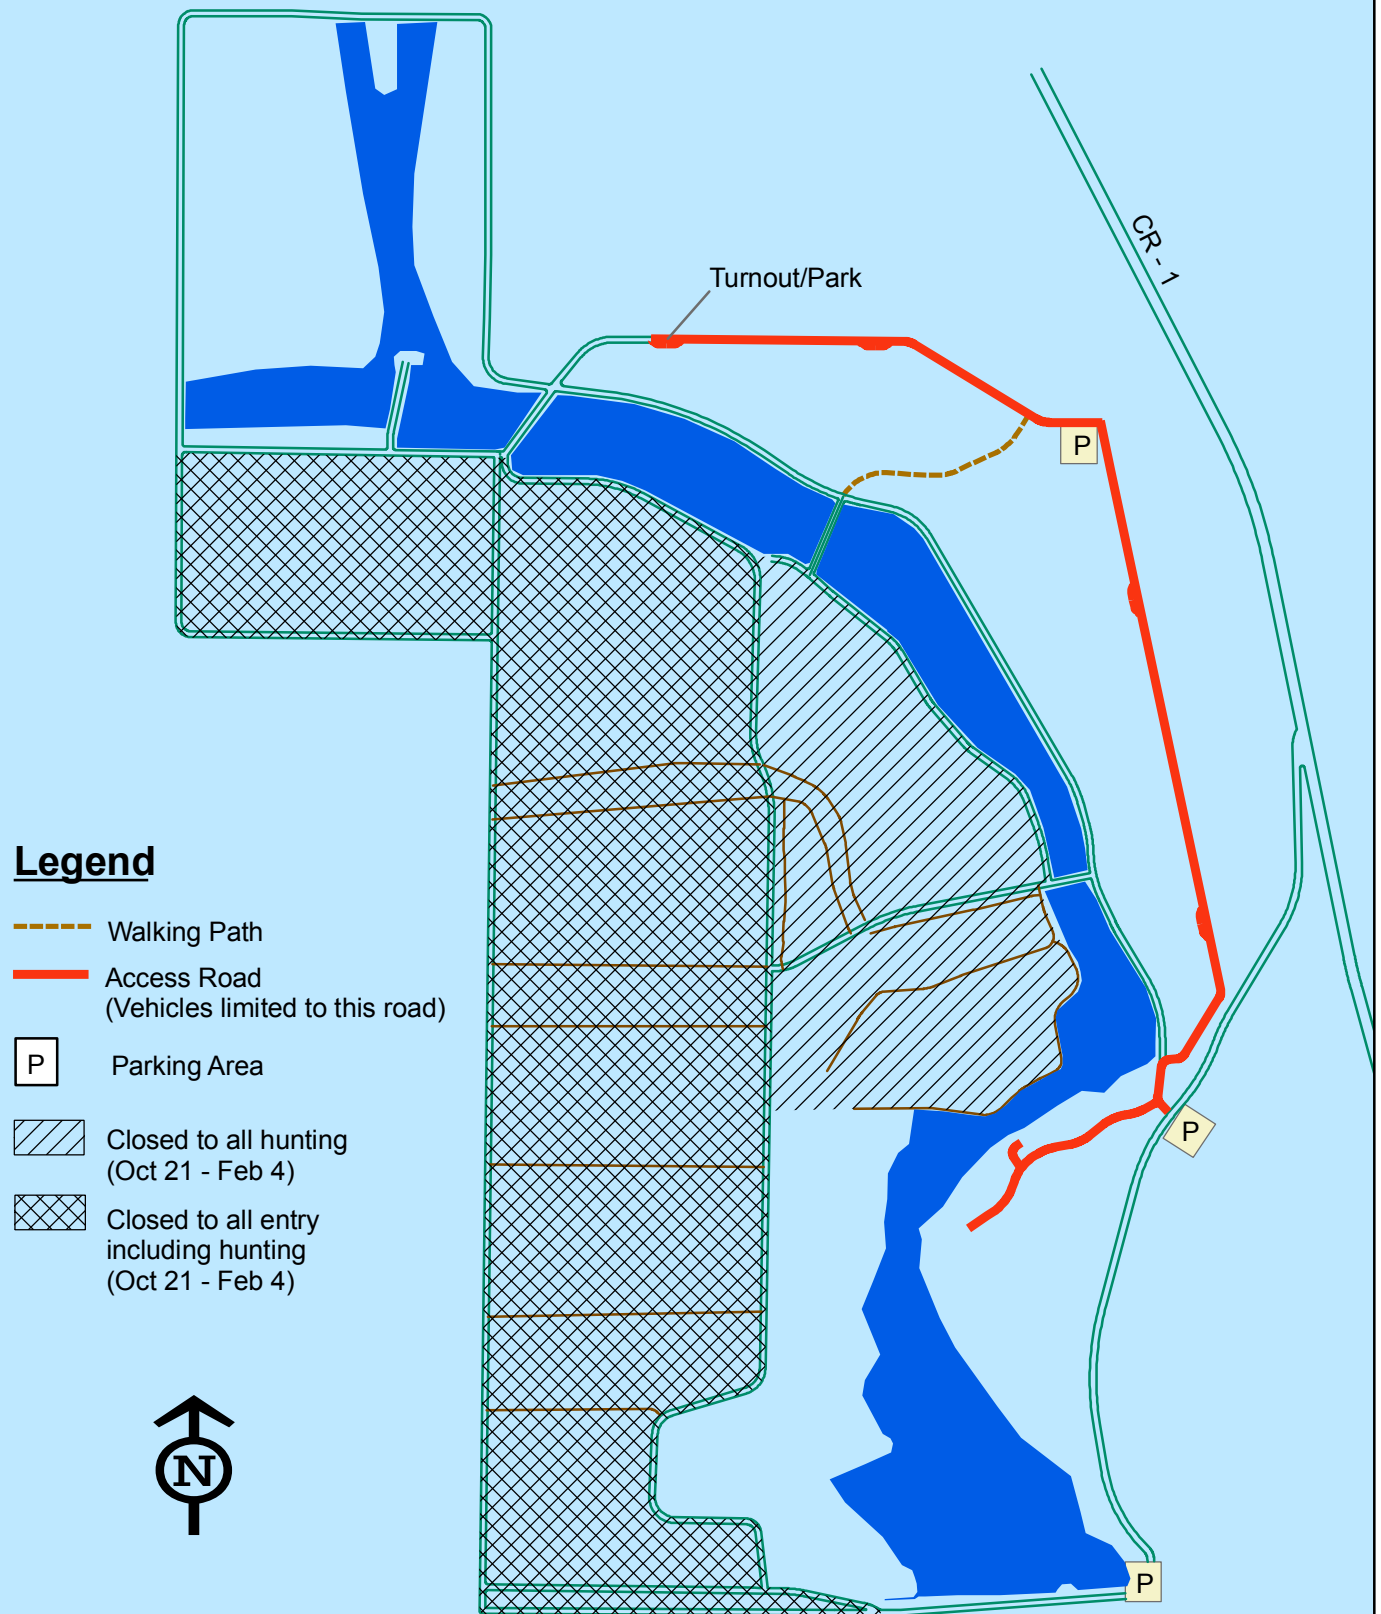 CR - 1
Turnout/Park
P
Legend
Walking Path
Access Road
(Vehicles limited to this road)
P
Parking Area
P
Closed to all hunting
(Oct 21 - Feb 4)
Closed to all entry
including hunting
(Oct 21 - Feb 4)
N
P